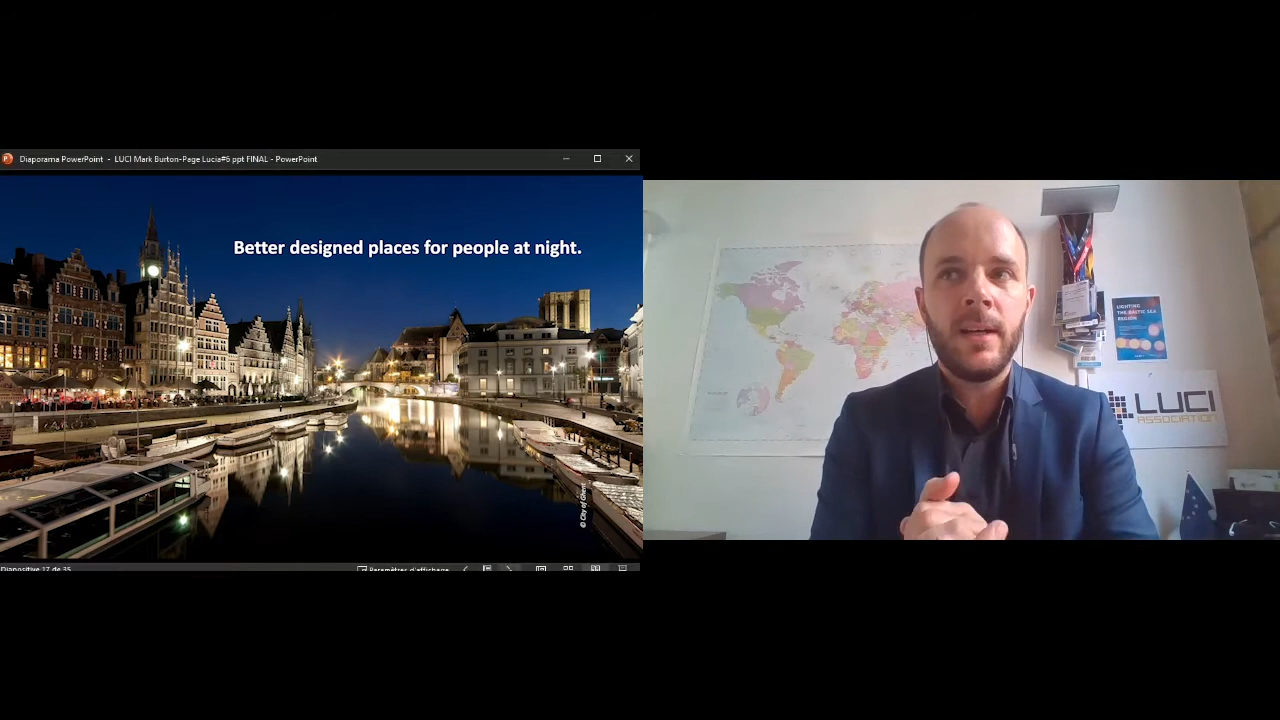 Diaporama PowerPoint - LUCI Mark Burton-Page Lucia#6 ppt FINAL - PowerPoint
Better designed places for people at night.
© City of Ghent
Diapositive 17 de 35
Paramètres d'affichage
LIGHTING
THE BALTIC SEA
REGION
LUCI
ASSOCIATION